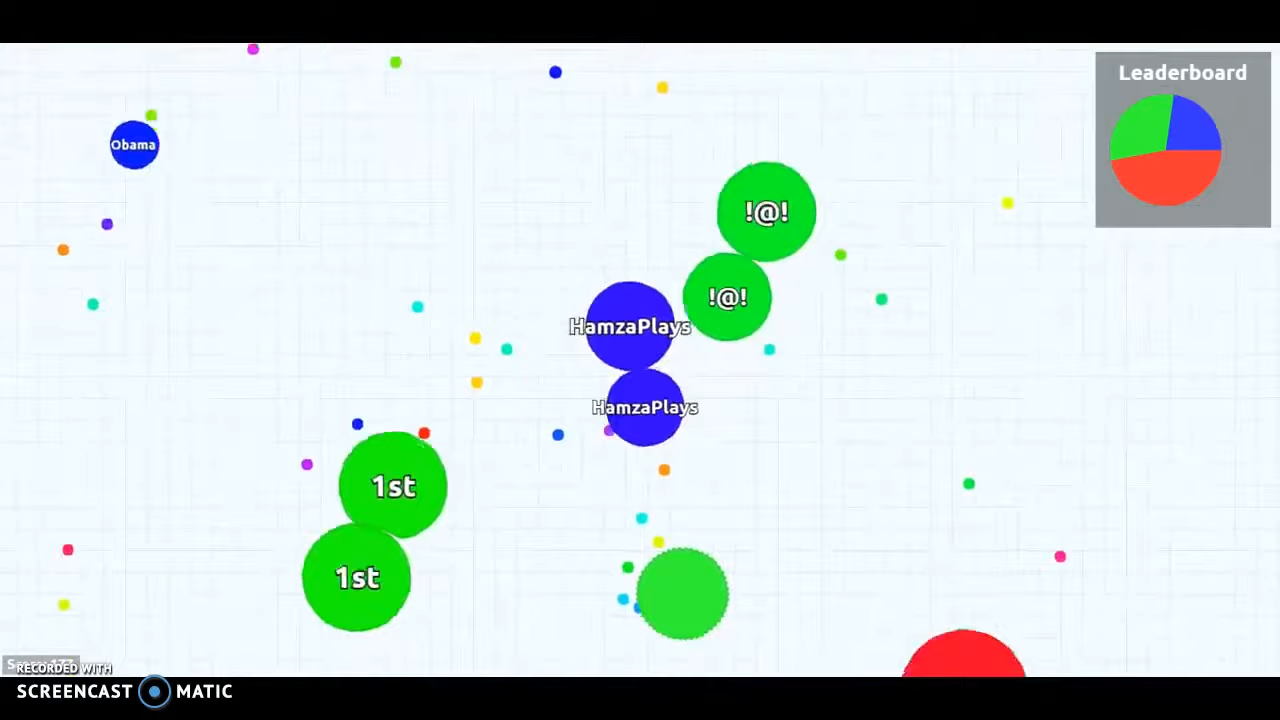 Leaderboard
Obama
!@!
!@!
HamzaPlays
HamzaPlays
1st
1st
RECORDED WITH
SCREENCAST MATIC